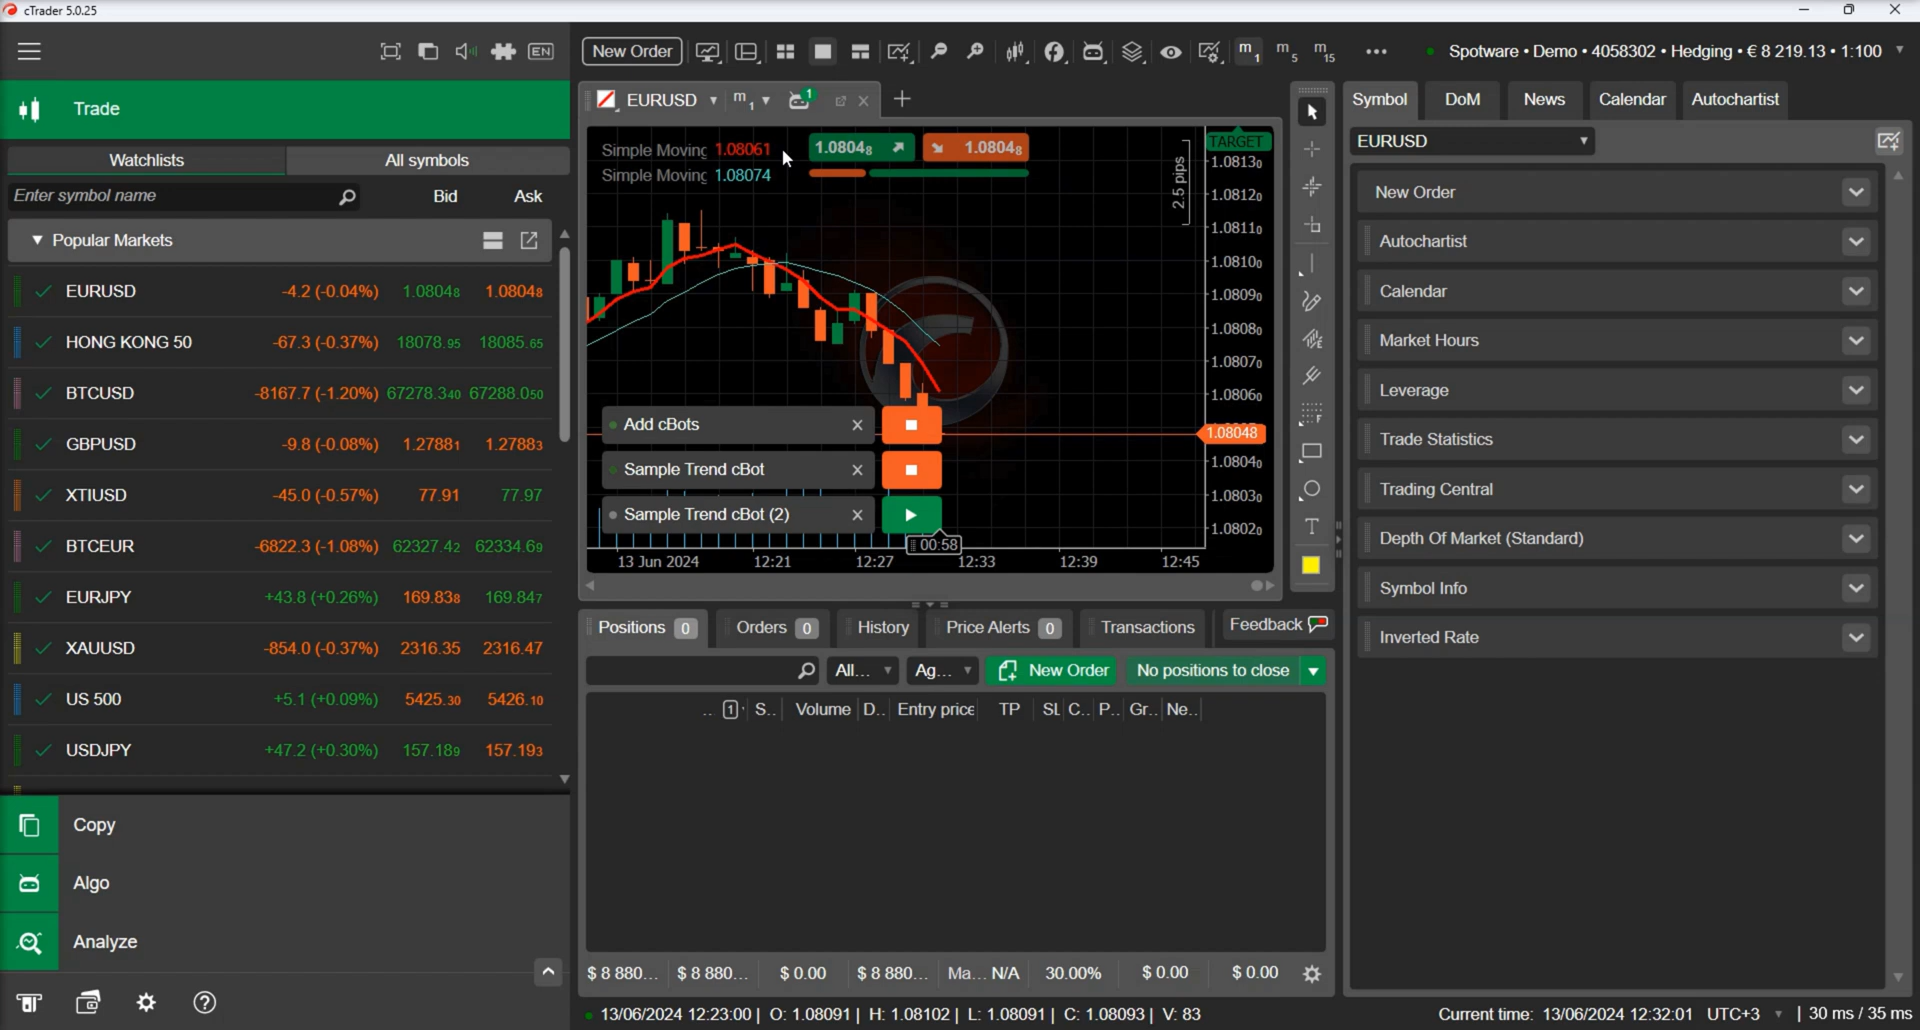 cTrader 5.0.25
EN
New Order
m1
m5
m15
Spotware • Demo • 4058302 • Hedging • € 8 219.13 • 1:100
Trade
Watchlists
All symbols
Enter symbol name
Bid
Ask
Popular Markets
EURUSD -4.2 (-0.04%) 1.08048 1.08048
HONG KONG 50 -67.3 (-0.37%) 18078.95 18085.65
BTCUSD -8167.7 (-1.20%) 67278.340 67288.050
GBPUSD -9.8 (-0.08%) 1.27881 1.27883
XTIUSD -45.0 (-0.57%) 77.91 77.97
BTCEUR -6822.3 (-1.08%) 62327.42 62334.69
EURJPY +43.8 (+0.26%) 169.838 169.847
XAUUSD -854.0 (-0.37%) 2316.35 2316.47
US 500 +5.1 (+0.09%) 5425.30 5426.10
USDJPY +47.2 (+0.30%) 157.189 157.193
Copy
Algo
Analyze
EURUSD
m1
1
Simple Moving 1.08061
Simple Moving 1.08074
1.08048
1.08048
2.5 pips
TARGET
1.08130
1.08120
1.08110
1.08100
1.08090
1.08080
1.08070
1.08060
1.08048
1.08040
1.08030
1.08020
Add cBots
Sample Trend cBot
Sample Trend cBot (2)
00:58
13 Jun 2024
12:21
12:27
12:33
12:39
12:45
E
F
T
Positions 0
Orders 0
History
Price Alerts 0
Transactions
Feedback
All...
Ag...
New Order
No positions to close
.. 1 S.. Volume D.. Entry price TP SL C.. P.. Gr.. Ne..
$ 8 880... $ 8 880... $ 0.00 $ 8 880... Ma... N/A 30.00% $ 0.00 $ 0.00
Symbol
DoM
News
Calendar
Autochartist
EURUSD
New Order
Autochartist
Calendar
Market Hours
Leverage
Trade Statistics
Trading Central
Depth Of Market (Standard)
Symbol Info
Inverted Rate
13/06/2024 12:23:00 | O: 1.08091 | H: 1.08102 | L: 1.08091 | C: 1.08093 | V: 83
Current time: 13/06/2024 12:32:01 UTC+3 | 30 ms / 35 ms